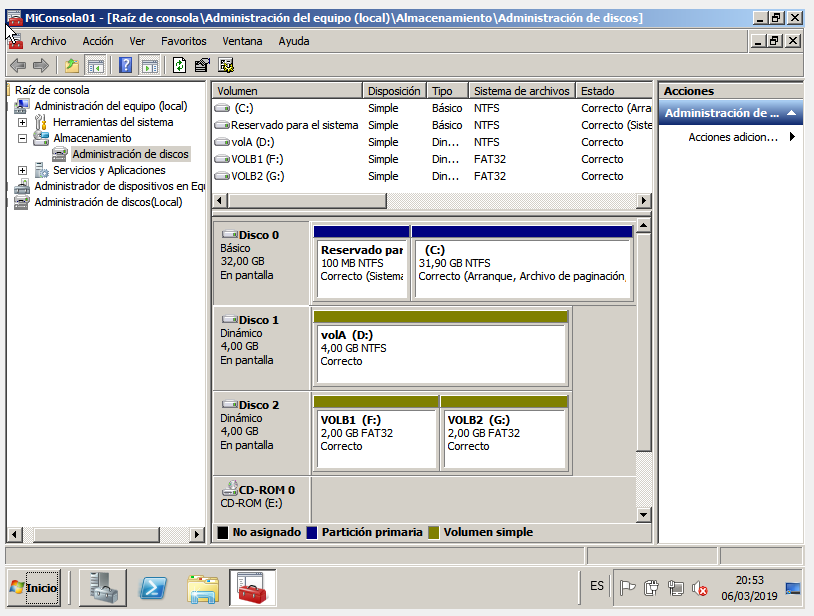 MiConsola01 - [Raíz de consola\Administración del equipo (local)\Almacenamiento\Administración de discos]
Archivo Acción Ver Favoritos Ventana Ayuda
Raíz de consola
Administración del equipo (local)
Herramientas del sistema
Almacenamiento
Administración de discos
Servicios y Aplicaciones
Administrador de dispositivos en Equ
Administración de discos(Local)
Volumen Disposición Tipo Sistema de archivos Estado
(C:) Simple Básico NTFS Correcto (Arra
Reservado para el sistema Simple Básico NTFS Correcto (Siste
volA (D:) Simple Din... NTFS Correcto
VOLB1 (F:) Simple Din... FAT32 Correcto
VOLB2 (G:) Simple Din... FAT32 Correcto
Disco 0
Básico
32,00 GB
En pantalla
Reservado par
100 MB NTFS
Correcto (Sistema
(C:)
31,90 GB NTFS
Correcto (Arranque, Archivo de paginación,
Disco 1
Dinámico
4,00 GB
En pantalla
volA (D:)
4,00 GB NTFS
Correcto
Disco 2
Dinámico
4,00 GB
En pantalla
VOLB1 (F:)
2,00 GB FAT32
Correcto
VOLB2 (G:)
2,00 GB FAT32
Correcto
CD-ROM 0
CD-ROM (E:)
No asignado Partición primaria Volumen simple
Acciones
Administración de ...
Acciones adicion...
Inicio
ES
20:53
06/03/2019